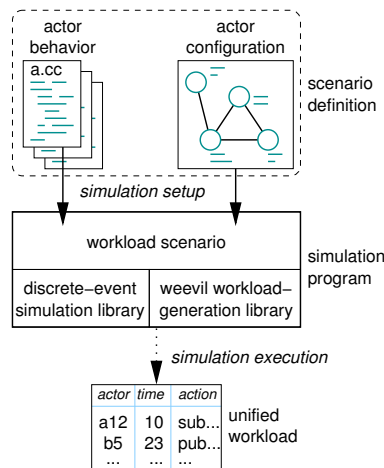 actor
behavior
actor
configuration
a.cc
scenario
definition
simulation setup
workload scenario
discrete−event
simulation library
weevil workload−
generation library
simulation
program
simulation execution
actor time action
a12 10 sub...
b5 23 pub...
... ... ...
unified
workload